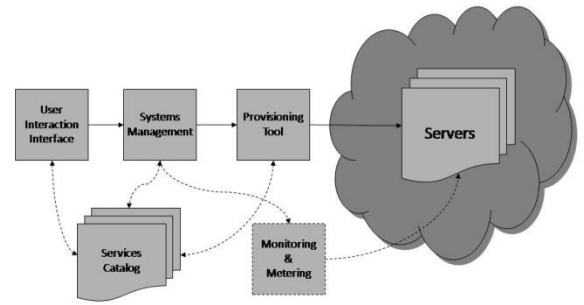 User
Interaction
Interface
Systems
Management
Provisioning
Tool
Servers
Services
Catalog
Monitoring
&
Metering